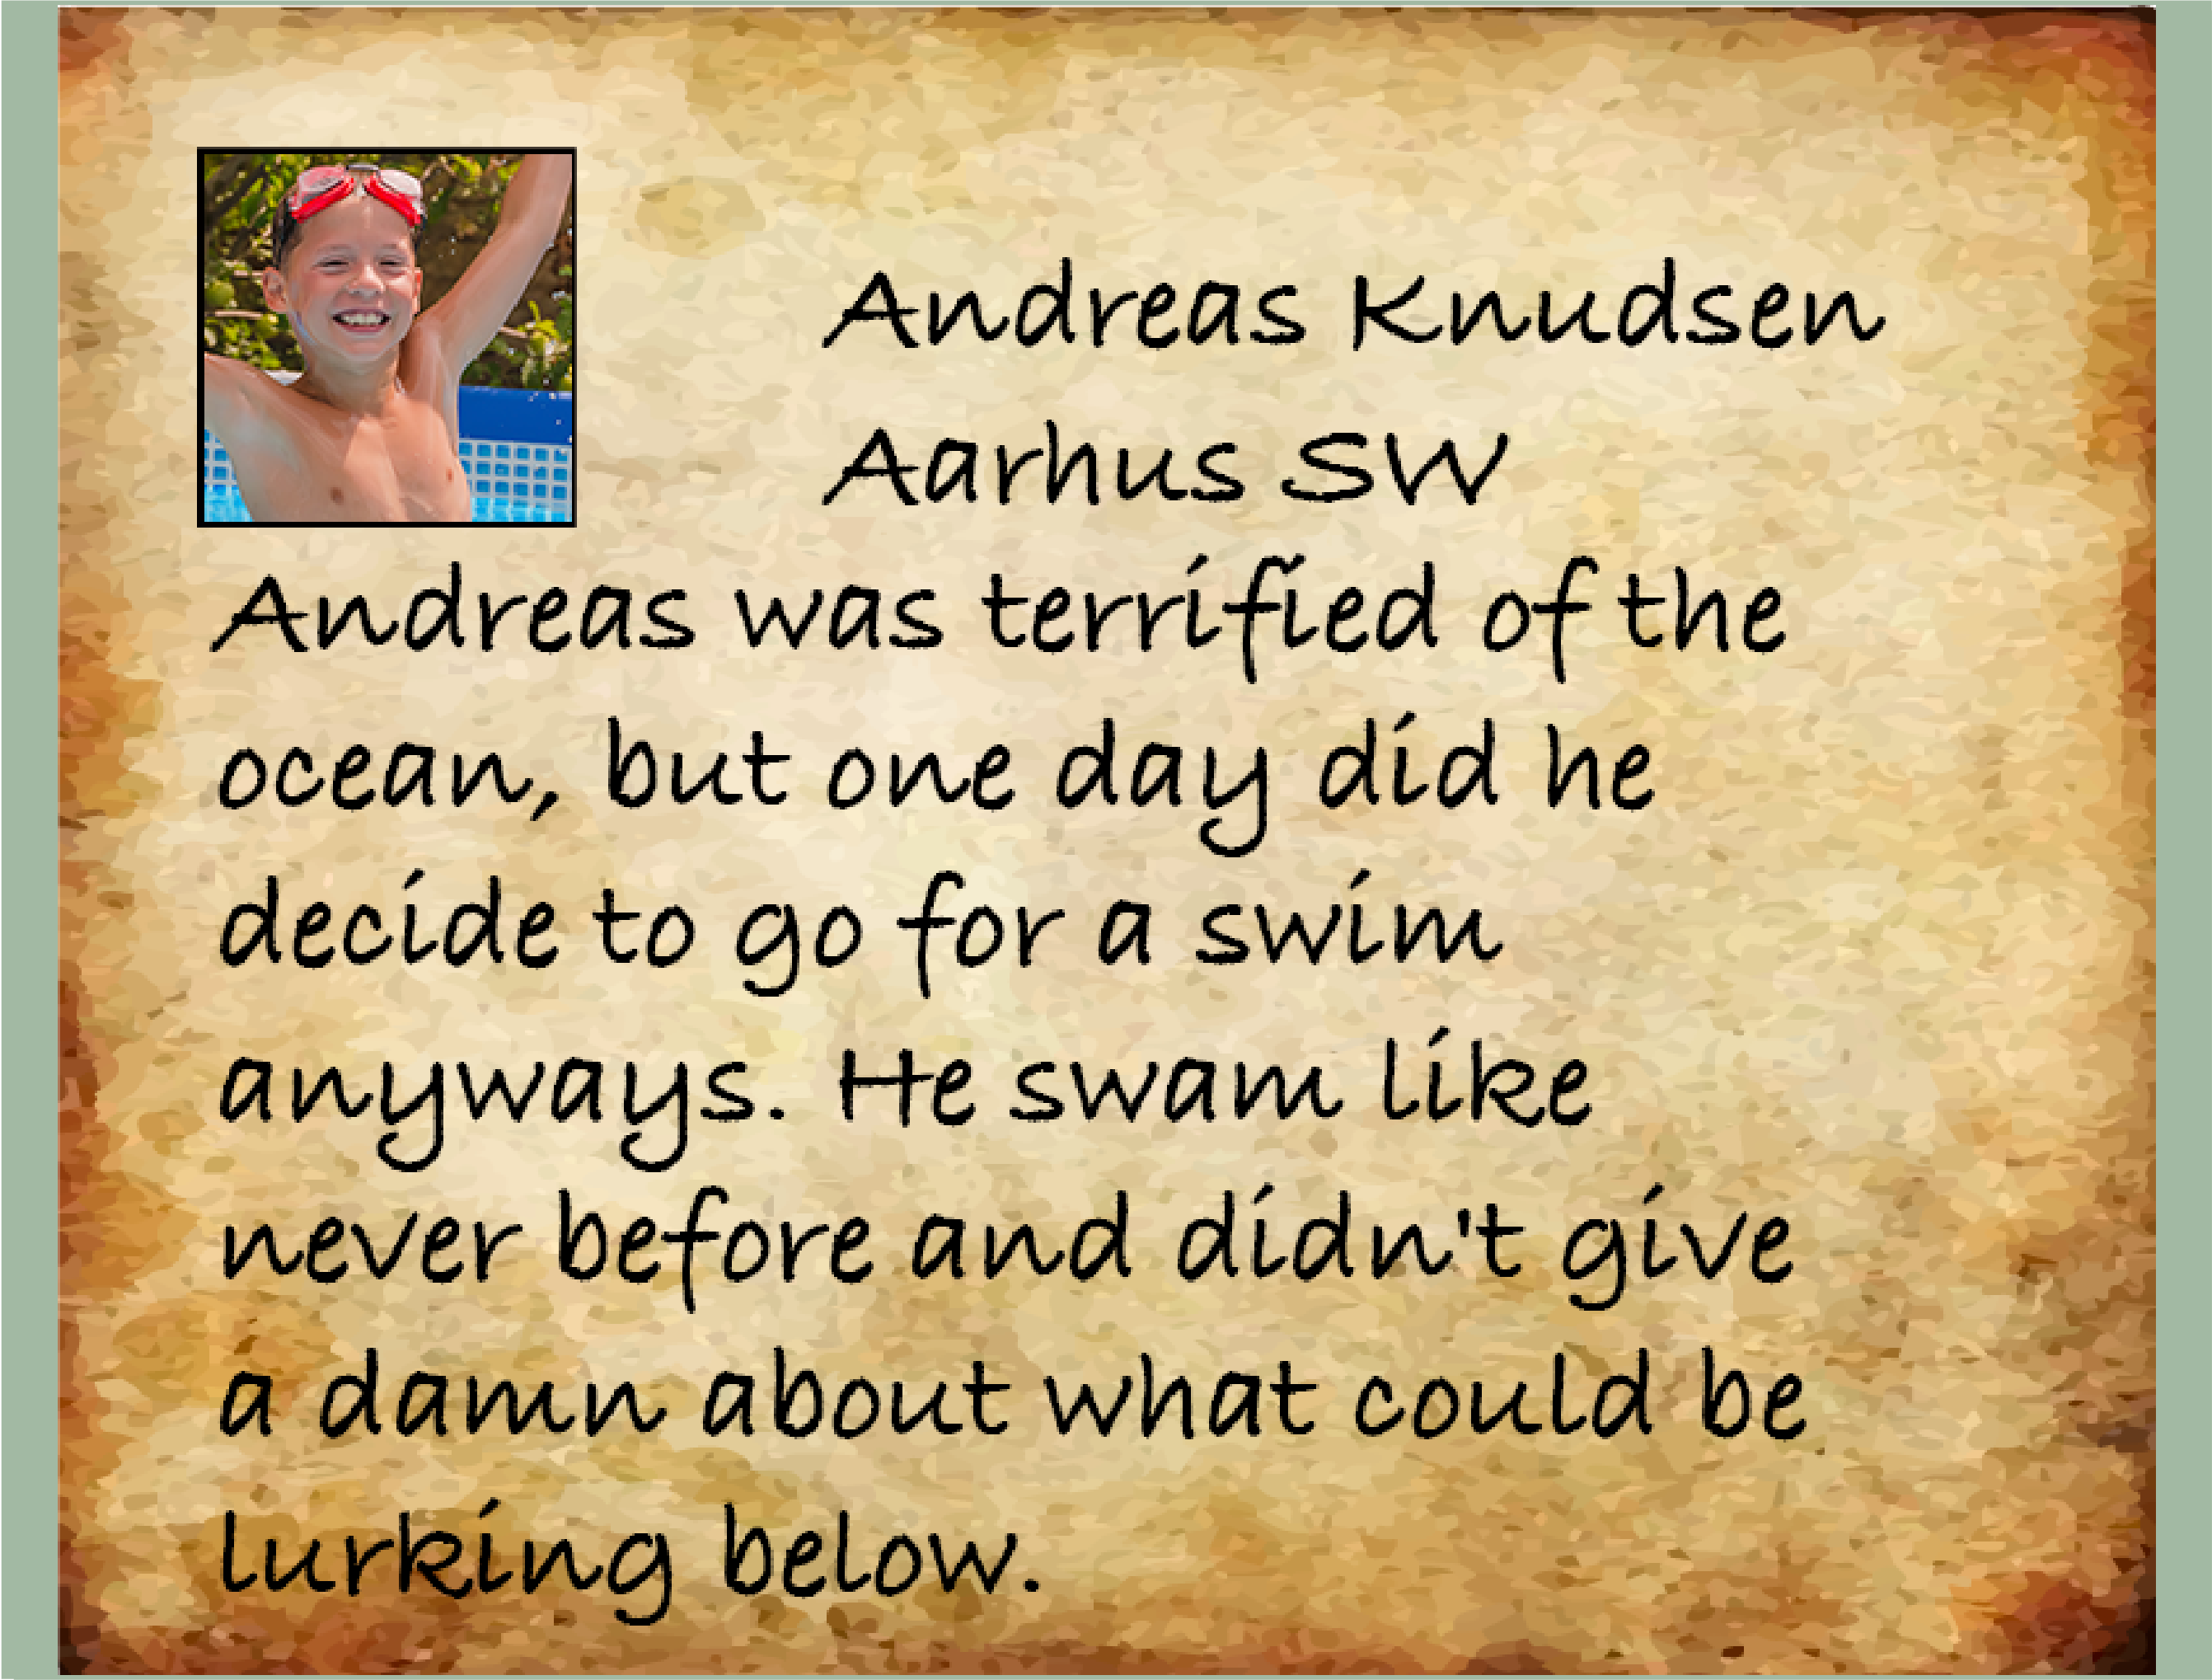 Andreas Knudsen
Aarhus SW
Andreas was terrified of the
ocean, but one day did he
decide to go for a swim
anyways. He swam like
never before and didn't give
a damn about what could be
lurking below.